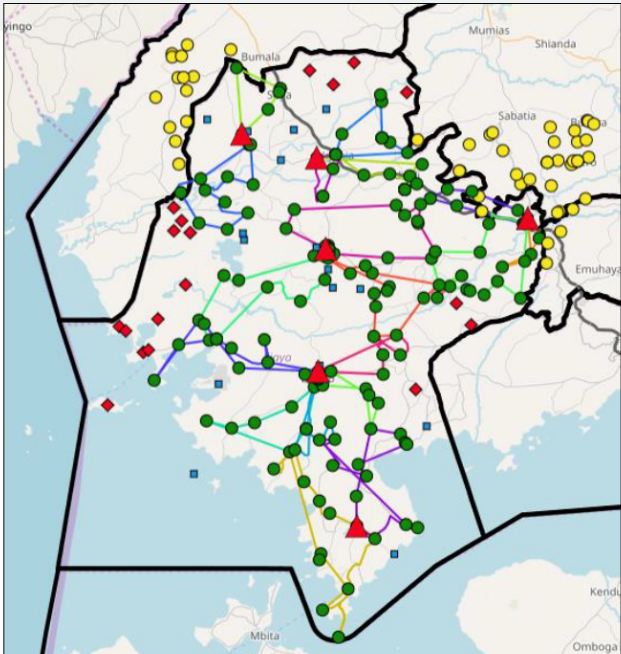 yingo
Bumala
Mumias
Shianda
Sabatia
Emuhaya
Mbita
Kendu
Omboga